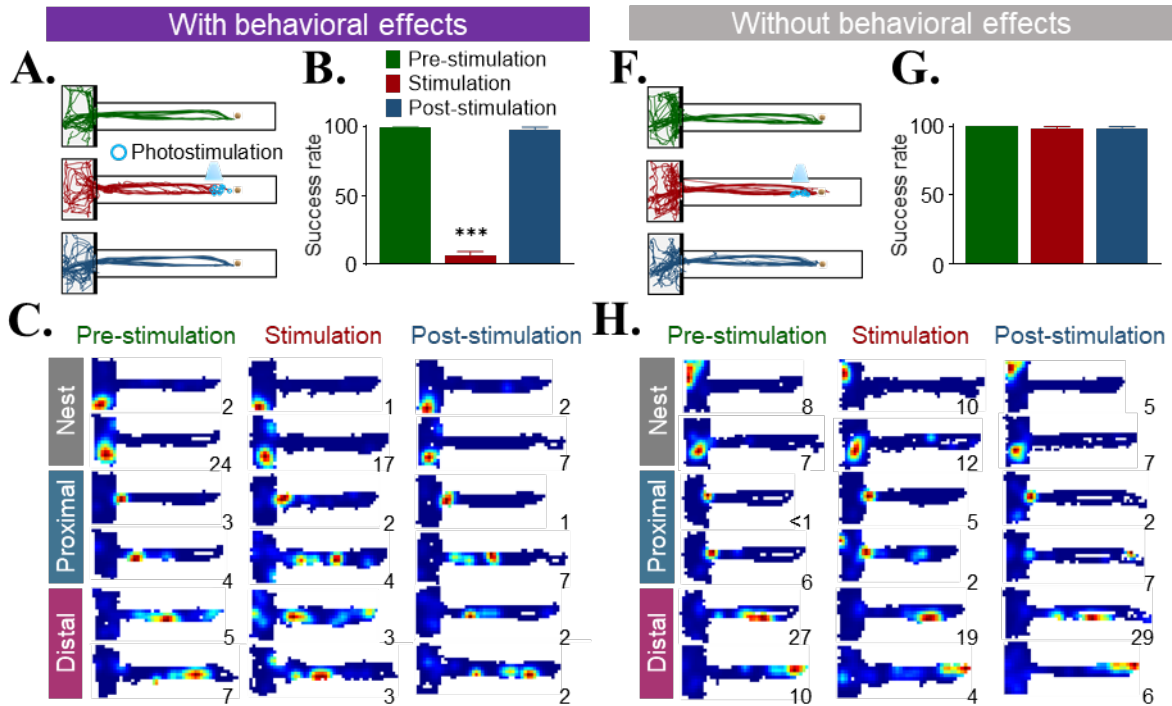 With behavioral effects
Without behavioral effects
A.
B.
Pre-stimulation
Stimulation
Post-stimulation
Photostimulation
Success rate
100
50
0
***
F.
G.
Success rate
100
50
0
C.
Pre-stimulation Stimulation Post-stimulation
Nest
2 1 2
24 17 7
Proximal
3 2 1
4 4 7
Distal
5 3 2
7 3 2
H.
Pre-stimulation Stimulation Post-stimulation
Nest
8 10 5
7 12 7
Proximal
<1 5 2
6 2 7
Distal
27 19 29
10 4 6